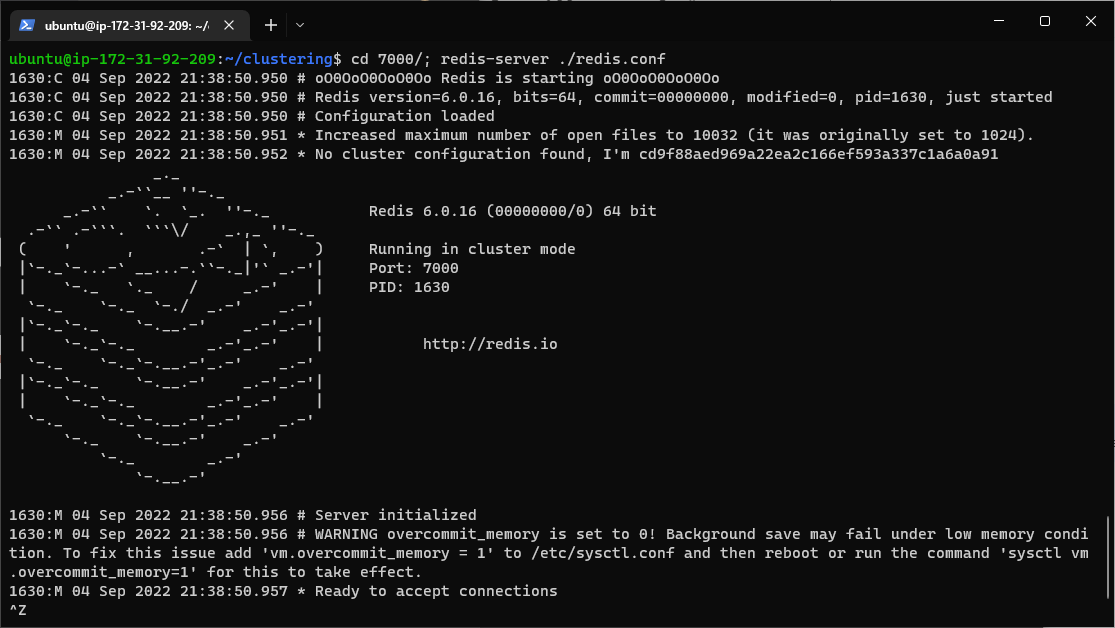 ubuntu@ip-172-31-92-209: ~/
ubuntu@ip-172-31-92-209:~/clustering$ cd 7000/; redis-server ./redis.conf
1630:C 04 Sep 2022 21:38:50.950 # oO0OoO0OoO0Oo Redis is starting oO0OoO0OoO0Oo
1630:C 04 Sep 2022 21:38:50.950 # Redis version=6.0.16, bits=64, commit=00000000, modified=0, pid=1630, just started
1630:C 04 Sep 2022 21:38:50.950 # Configuration loaded
1630:M 04 Sep 2022 21:38:50.951 * Increased maximum number of open files to 10032 (it was originally set to 1024).
1630:M 04 Sep 2022 21:38:50.952 * No cluster configuration found, I'm cd9f88aed969a22ea2c166ef593a337c1a6a0a91
Redis 6.0.16 (00000000/0) 64 bit
Running in cluster mode
Port: 7000
PID: 1630
http://redis.io
1630:M 04 Sep 2022 21:38:50.956 # Server initialized
1630:M 04 Sep 2022 21:38:50.956 # WARNING overcommit_memory is set to 0! Background save may fail under low memory condi
tion. To fix this issue add 'vm.overcommit_memory = 1' to /etc/sysctl.conf and then reboot or run the command 'sysctl vm
.overcommit_memory=1' for this to take effect.
1630:M 04 Sep 2022 21:38:50.957 * Ready to accept connections
^Z